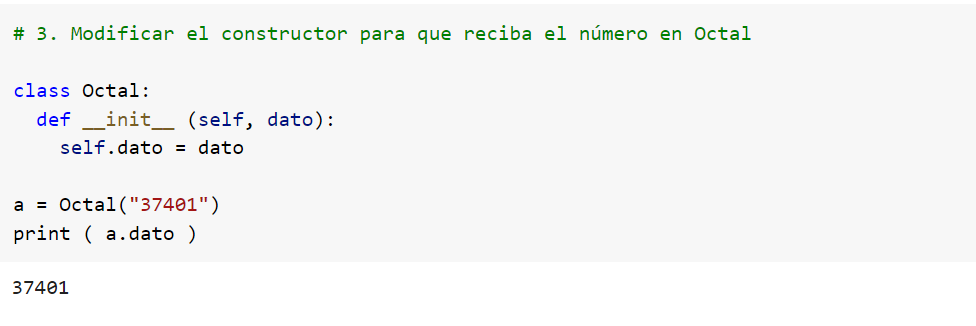 # 3. Modificar el constructor para que reciba el número en Octal
class Octal:
  def __init__ (self, dato):
    self.dato = dato
a = Octal("37401")
print ( a.dato )
37401